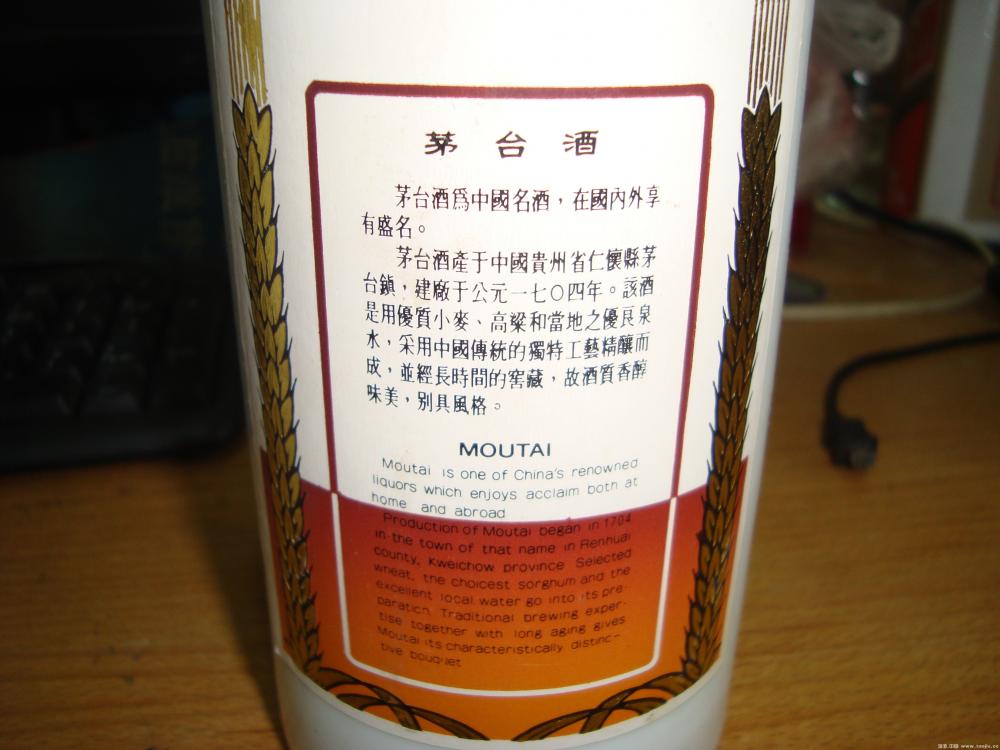 茅台酒
茅台酒爲中國名酒，在國內外享
有盛名。
茅台酒產于中國貴州省仁懷縣茅
台鎮，建廠于公元一七〇四年。該酒
是用優質小麥、高粱和當地之優良泉
水，采用中國傳統的獨特工藝精釀而
成，並經長時間的窖藏，故酒質香醇
味美，別具風格。
MOUTAI
Moutai is one of China's renowned
liquors which enjoys acclaim both at
home and abroad
Production of Moutai began in 1704
in the town of that name in Renhuai
county, Kweichow province Selected
wheat, the choicest sorghum and the
excellent local water go into its pre-
paration. Traditional brewing exper-
tise together with long aging gives
Moutai its characteristically distinc-
tive bouquet